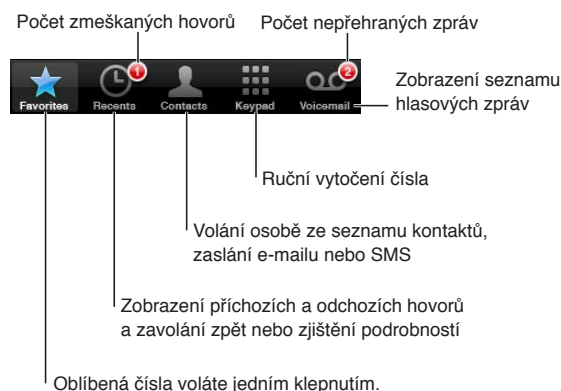 Počet zmeškaných hovorů
Počet nepřehraných zpráv
1
2
Favorites
Recents
Contacts
Keypad
Voicemail
Zobrazení seznamu
hlasových zpráv
Ruční vytočení čísla
Volání osobě ze seznamu kontaktů,
zaslání e-mailu nebo SMS
Zobrazení příchozích a odchozích hovorů
a zavolání zpět nebo zjištění podrobností
Oblíbená čísla voláte jedním klepnutím.